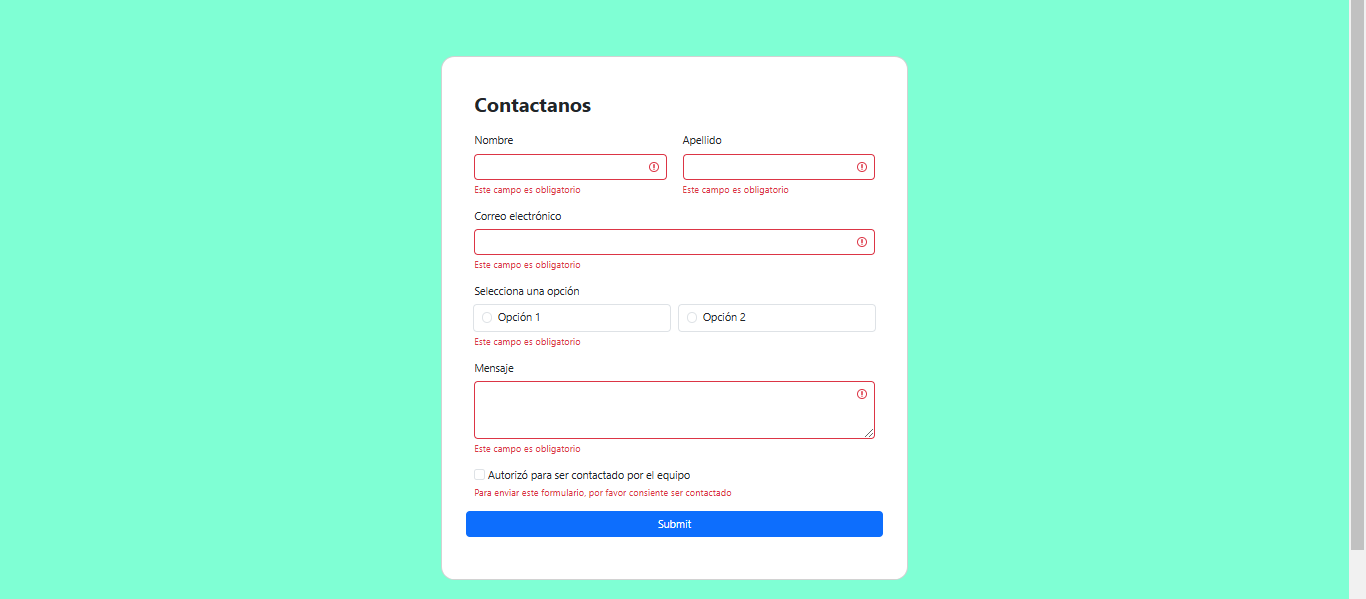 Contactanos
Nombre Apellido
Este campo es obligatorio Este campo es obligatorio
Correo electrónico
Este campo es obligatorio
Selecciona una opción
Opción 1 Opción 2
Este campo es obligatorio
Mensaje
Este campo es obligatorio
Autorizó para ser contactado por el equipo
Para enviar este formulario, por favor consiente ser contactado
Submit